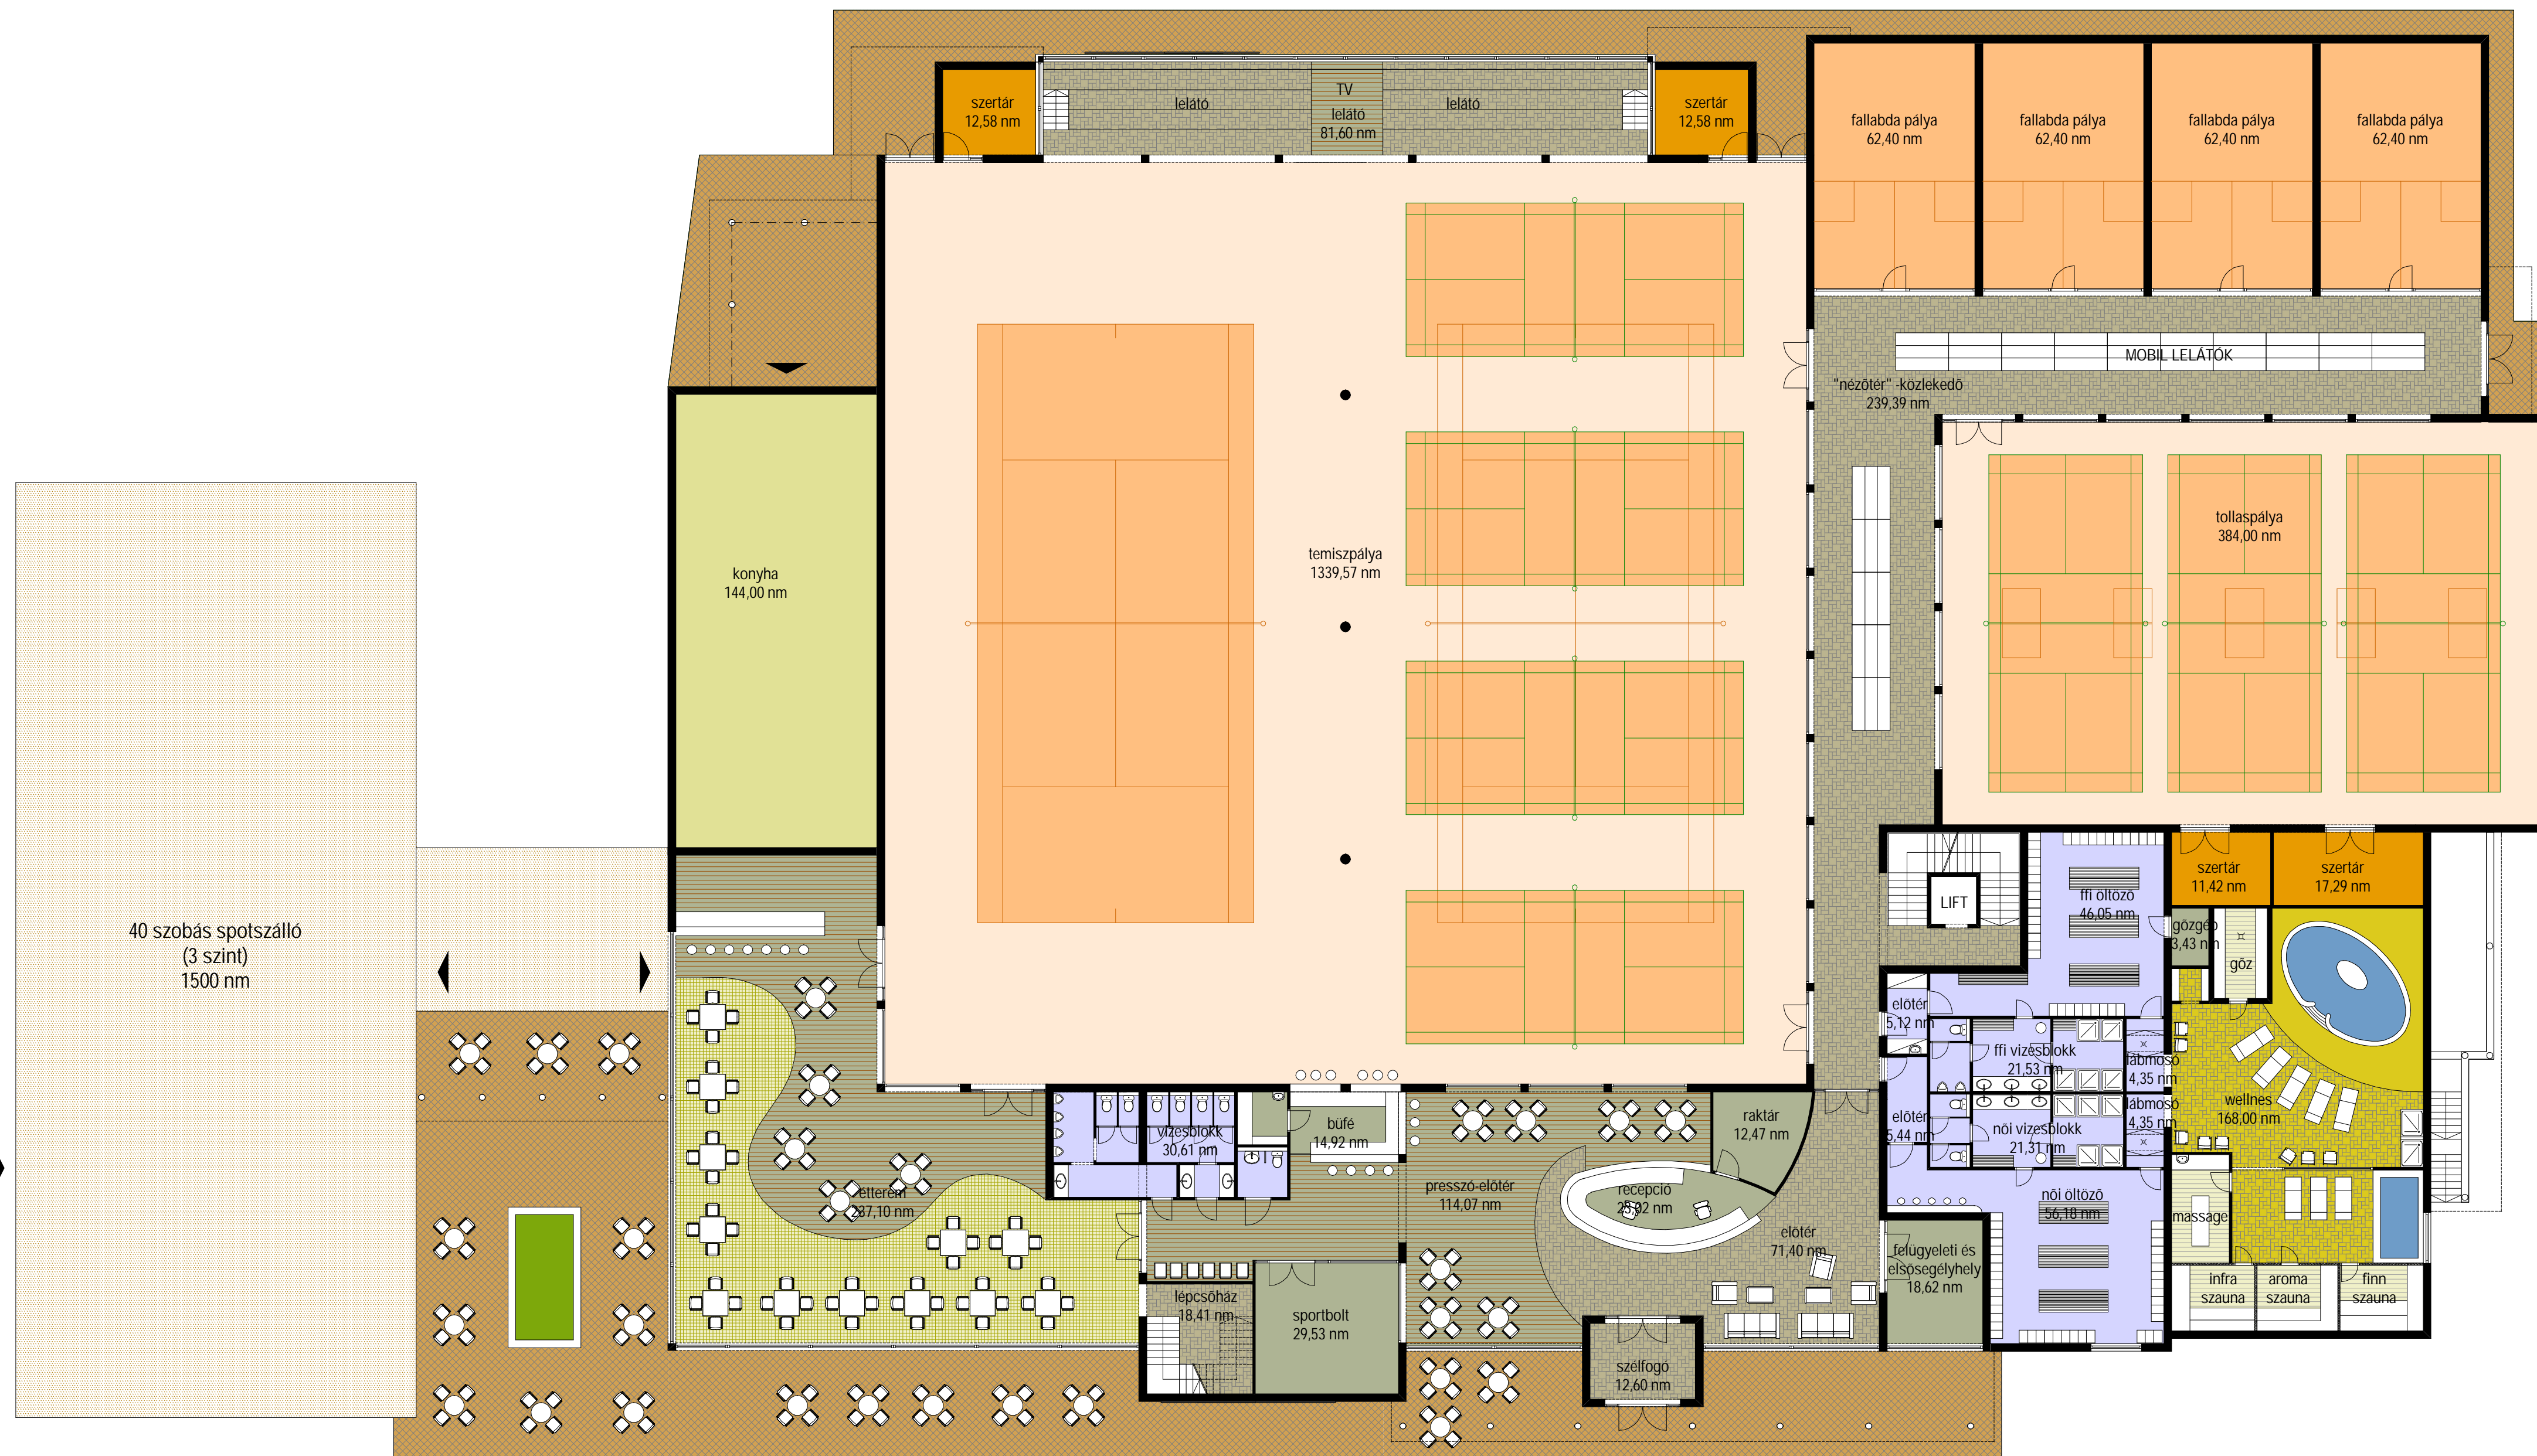 szertár
12,58 nm
lelátó
TV
lelátó
81,60 nm
lelátó
szertár
12,58 nm
fallabda pálya
62,40 nm
fallabda pálya
62,40 nm
fallabda pálya
62,40 nm
fallabda pálya
62,40 nm
MOBIL LELÁTÓK
"nézőtér" -közlekedő
239,39 nm
tollaspálya
384,00 nm
temiszpálya
1339,57 nm
konyha
144,00 nm
40 szobás spotszálló
(3 szint)
1500 nm
LIFT
ffi öltöző
46,05 nm
szertár
11,42 nm
szertár
17,29 nm
gőzgép
3,43 nm
gőz
előtér
5,12 nm
ffi vizesblokk
21,53 nm
lábmosó
4,35 nm
wellnes
168,00 nm
előtér
5,44 nm
női vizesblokk
21,31 nm
lábmosó
4,35 nm
vizesblokk
30,61 nm
büfé
14,92 nm
raktár
12,47 nm
étterem
237,10 nm
presszó-előtér
114,07 nm
recepció
23,02 nm
előtér
71,40 nm
női öltöző
56,18 nm
massage
felügyeleti és
elsősegélyhely
18,62 nm
infra
szauna
aroma
szauna
finn
szauna
lépcsőház
18,41 nm
sportbolt
29,53 nm
szélfogó
12,60 nm